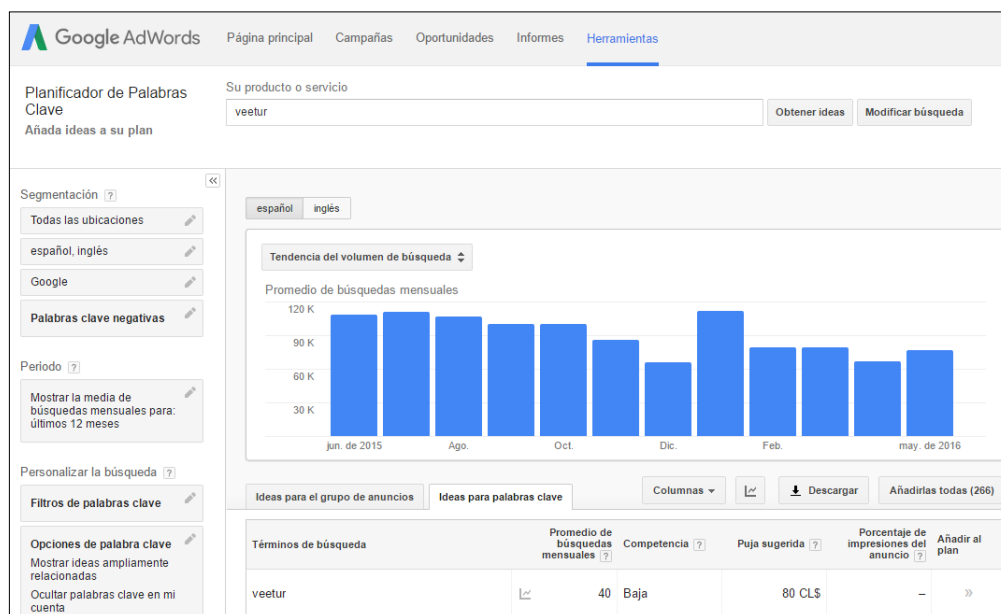 Google AdWords
Página principal Campañas Oportunidades Informes Herramientas
Planificador de Palabras
Clave
Añada ideas a su plan
Su producto o servicio
veetur
Obtener ideas Modificar búsqueda
Segmentación ?
Todas las ubicaciones
español, inglés
Google
Palabras clave negativas
Periodo ?
Mostrar la media de
búsquedas mensuales para:
últimos 12 meses
Personalizar la búsqueda ?
Filtros de palabras clave
Opciones de palabra clave
Mostrar ideas ampliamente
relacionadas
Ocultar palabras clave en mi
cuenta
español inglés
Tendencia del volumen de búsqueda
Promedio de búsquedas mensuales
120 K
90 K
60 K
30 K
jun. de 2015 Ago. Oct. Dic. Feb. may. de 2016
Ideas para el grupo de anuncios Ideas para palabras clave
Columnas Descargar Añadirlas todas (266)
Términos de búsqueda
Promedio de
búsquedas
mensuales ?
Competencia ?
Puja sugerida ?
Porcentaje de
impresiones del
anuncio ?
Añadir al
plan
veetur 40 Baja 80 CL$ – »